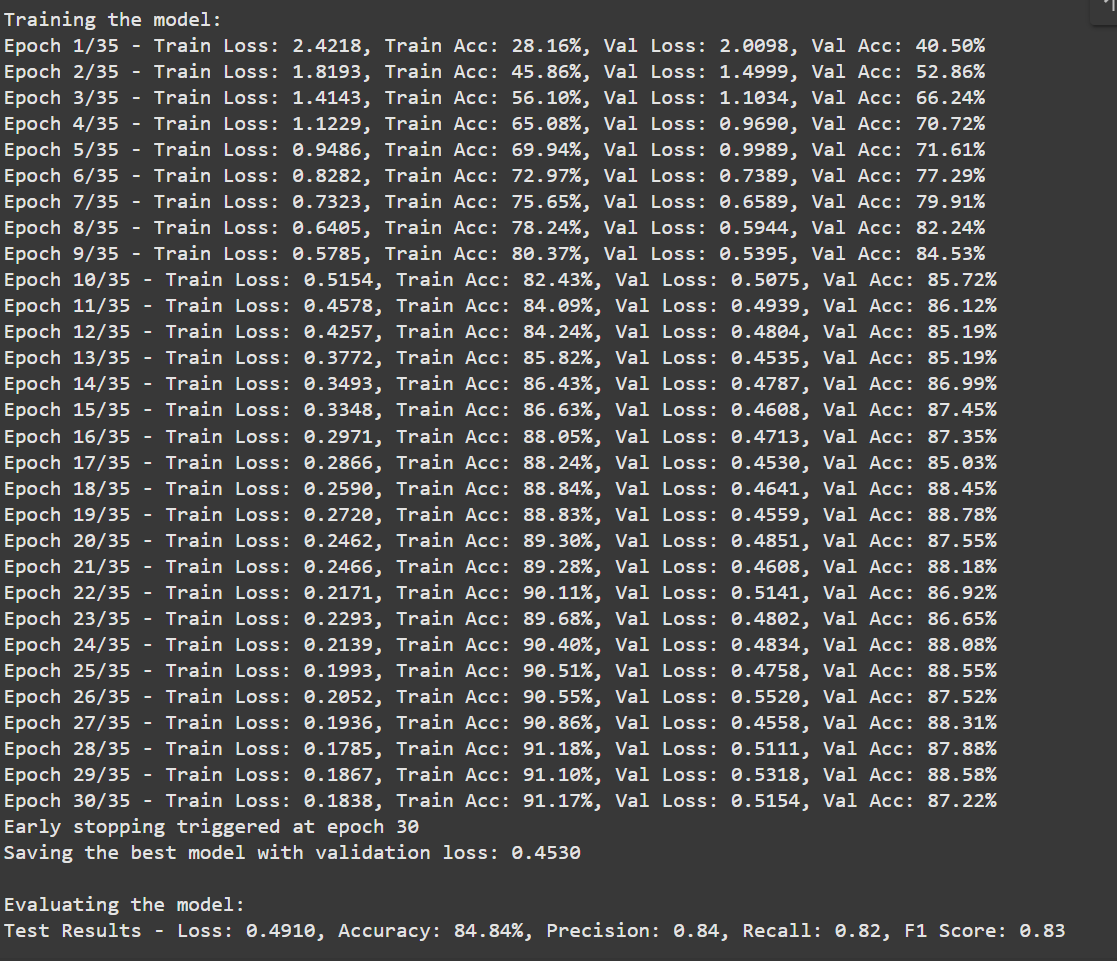 Training the model:
Epoch 1/35 - Train Loss: 2.4218, Train Acc: 28.16%, Val Loss: 2.0098, Val Acc: 40.50%
Epoch 2/35 - Train Loss: 1.8193, Train Acc: 45.86%, Val Loss: 1.4999, Val Acc: 52.86%
Epoch 3/35 - Train Loss: 1.4143, Train Acc: 56.10%, Val Loss: 1.1034, Val Acc: 66.24%
Epoch 4/35 - Train Loss: 1.1229, Train Acc: 65.08%, Val Loss: 0.9690, Val Acc: 70.72%
Epoch 5/35 - Train Loss: 0.9486, Train Acc: 69.94%, Val Loss: 0.9989, Val Acc: 71.61%
Epoch 6/35 - Train Loss: 0.8282, Train Acc: 72.97%, Val Loss: 0.7389, Val Acc: 77.29%
Epoch 7/35 - Train Loss: 0.7323, Train Acc: 75.65%, Val Loss: 0.6589, Val Acc: 79.91%
Epoch 8/35 - Train Loss: 0.6405, Train Acc: 78.24%, Val Loss: 0.5944, Val Acc: 82.24%
Epoch 9/35 - Train Loss: 0.5785, Train Acc: 80.37%, Val Loss: 0.5395, Val Acc: 84.53%
Epoch 10/35 - Train Loss: 0.5154, Train Acc: 82.43%, Val Loss: 0.5075, Val Acc: 85.72%
Epoch 11/35 - Train Loss: 0.4578, Train Acc: 84.09%, Val Loss: 0.4939, Val Acc: 86.12%
Epoch 12/35 - Train Loss: 0.4257, Train Acc: 84.24%, Val Loss: 0.4804, Val Acc: 85.19%
Epoch 13/35 - Train Loss: 0.3772, Train Acc: 85.82%, Val Loss: 0.4535, Val Acc: 85.19%
Epoch 14/35 - Train Loss: 0.3493, Train Acc: 86.43%, Val Loss: 0.4787, Val Acc: 86.99%
Epoch 15/35 - Train Loss: 0.3348, Train Acc: 86.63%, Val Loss: 0.4608, Val Acc: 87.45%
Epoch 16/35 - Train Loss: 0.2971, Train Acc: 88.05%, Val Loss: 0.4713, Val Acc: 87.35%
Epoch 17/35 - Train Loss: 0.2866, Train Acc: 88.24%, Val Loss: 0.4530, Val Acc: 85.03%
Epoch 18/35 - Train Loss: 0.2590, Train Acc: 88.84%, Val Loss: 0.4641, Val Acc: 88.45%
Epoch 19/35 - Train Loss: 0.2720, Train Acc: 88.83%, Val Loss: 0.4559, Val Acc: 88.78%
Epoch 20/35 - Train Loss: 0.2462, Train Acc: 89.30%, Val Loss: 0.4851, Val Acc: 87.55%
Epoch 21/35 - Train Loss: 0.2466, Train Acc: 89.28%, Val Loss: 0.4608, Val Acc: 88.18%
Epoch 22/35 - Train Loss: 0.2171, Train Acc: 90.11%, Val Loss: 0.5141, Val Acc: 86.92%
Epoch 23/35 - Train Loss: 0.2293, Train Acc: 89.68%, Val Loss: 0.4802, Val Acc: 86.65%
Epoch 24/35 - Train Loss: 0.2139, Train Acc: 90.40%, Val Loss: 0.4834, Val Acc: 88.08%
Epoch 25/35 - Train Loss: 0.1993, Train Acc: 90.51%, Val Loss: 0.4758, Val Acc: 88.55%
Epoch 26/35 - Train Loss: 0.2052, Train Acc: 90.55%, Val Loss: 0.5520, Val Acc: 87.52%
Epoch 27/35 - Train Loss: 0.1936, Train Acc: 90.86%, Val Loss: 0.4558, Val Acc: 88.31%
Epoch 28/35 - Train Loss: 0.1785, Train Acc: 91.18%, Val Loss: 0.5111, Val Acc: 87.88%
Epoch 29/35 - Train Loss: 0.1867, Train Acc: 91.10%, Val Loss: 0.5318, Val Acc: 88.58%
Epoch 30/35 - Train Loss: 0.1838, Train Acc: 91.17%, Val Loss: 0.5154, Val Acc: 87.22%
Early stopping triggered at epoch 30
Saving the best model with validation loss: 0.4530
Evaluating the model:
Test Results - Loss: 0.4910, Accuracy: 84.84%, Precision: 0.84, Recall: 0.82, F1 Score: 0.83